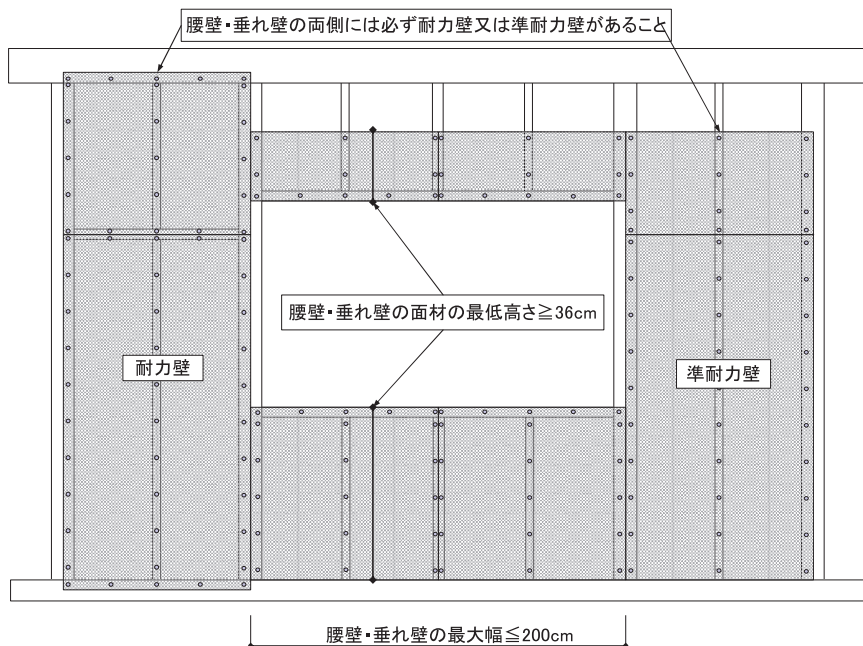 腰壁・垂れ壁の両側には必ず耐力壁又は準耐力壁があること
腰壁・垂れ壁の面材の最低高さ≧36cm
耐力壁
準耐力壁
腰壁・垂れ壁の最大幅≦200cm